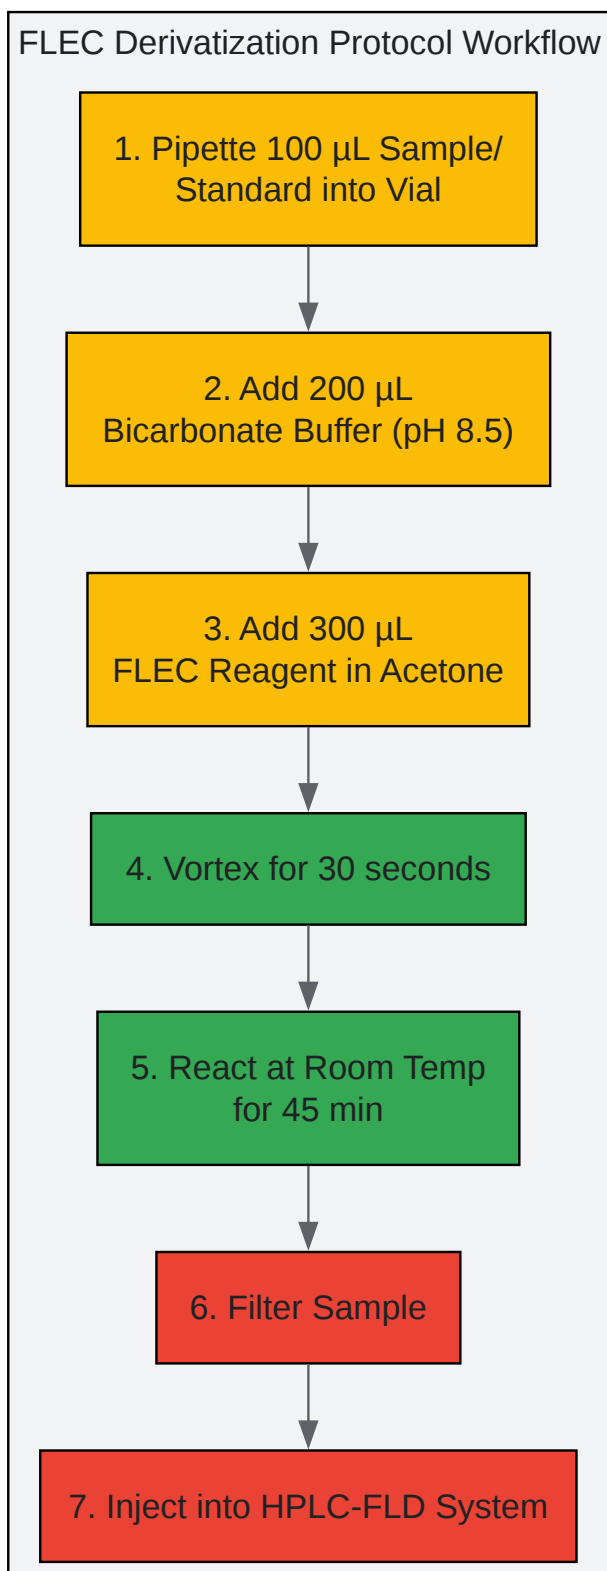 FLEC Derivatization Protocol Workflow
1. Pipette 100 µL Sample/
Standard into Vial
2. Add 200 µL
Bicarbonate Buffer (pH 8.5)
3. Add 300 µL
FLEC Reagent in Acetone
4. Vortex for 30 seconds
5. React at Room Temp
for 45 min
6. Filter Sample
7. Inject into HPLC-FLD System